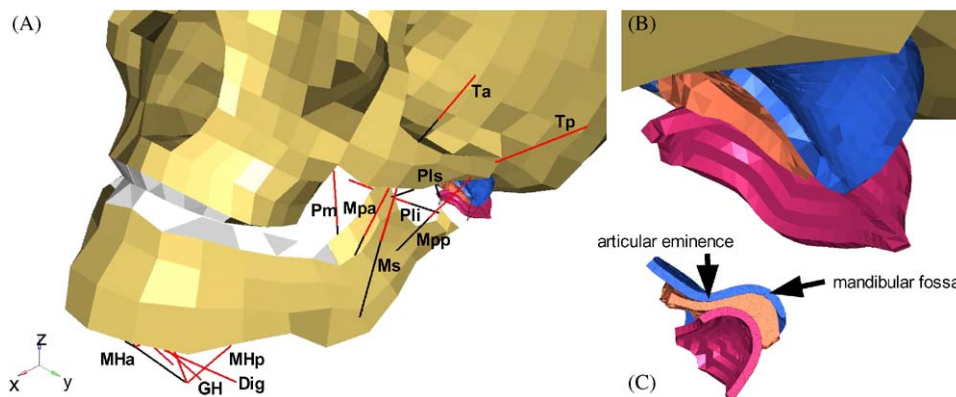 (A)
Ta
Tp
Pls
Pm
Mpa
Pli
Mpp
Ms
MHa
MHp
GH
Dig
z
x
y
(B)
articular eminence
mandibular fossa
(C)